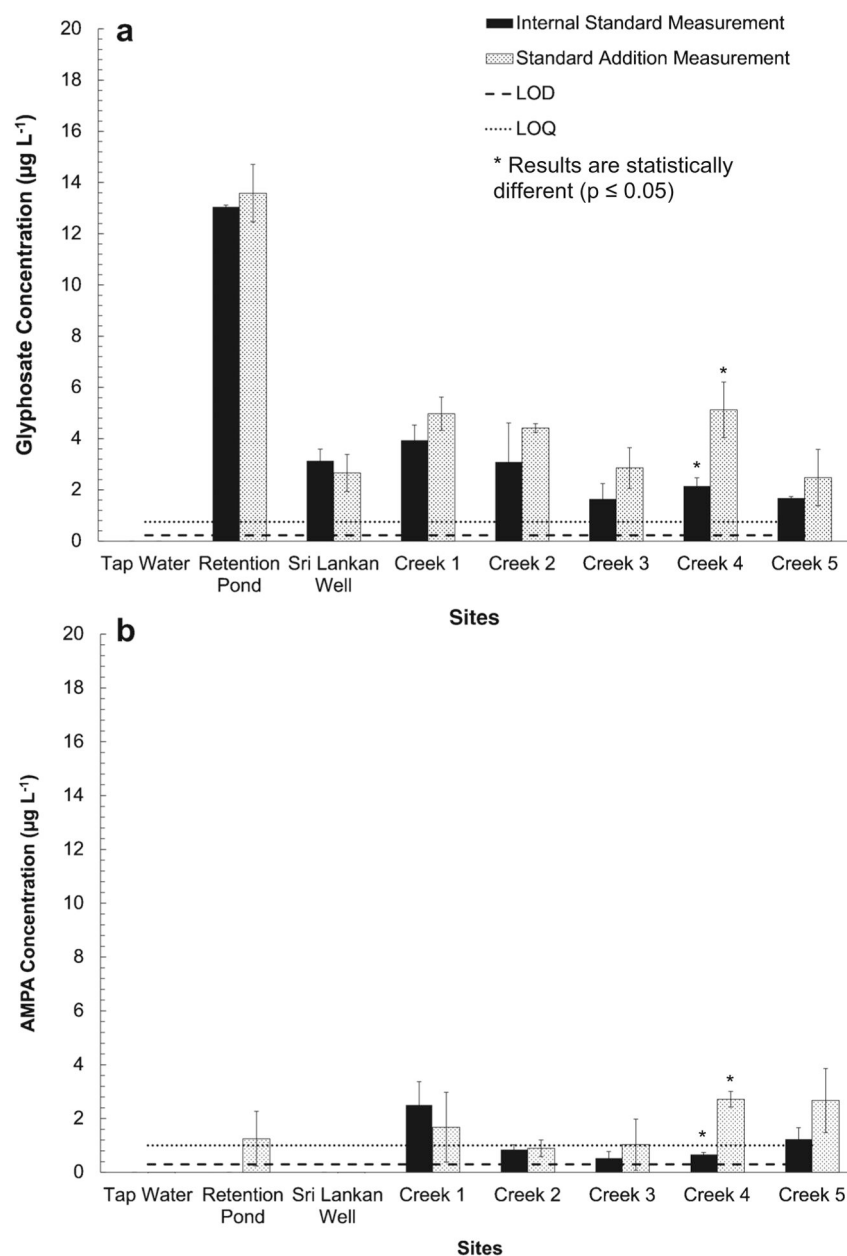 a
Glyphosate Concentration (µg L-1)
20
18
16
14
12
10
8
6
4
2
0
Internal Standard Measurement
Standard Addition Measurement
LOD
LOQ
* Results are statistically
different (p ≤ 0.05)
*
*
Tap Water Retention Sri Lankan Creek 1 Creek 2 Creek 3 Creek 4 Creek 5
Pond Well
Sites
b
AMPA Concentration (µg L-1)
20
18
16
14
12
10
8
6
4
2
0
*
*
Tap Water Retention Sri Lankan Creek 1 Creek 2 Creek 3 Creek 4 Creek 5
Pond Well
Sites